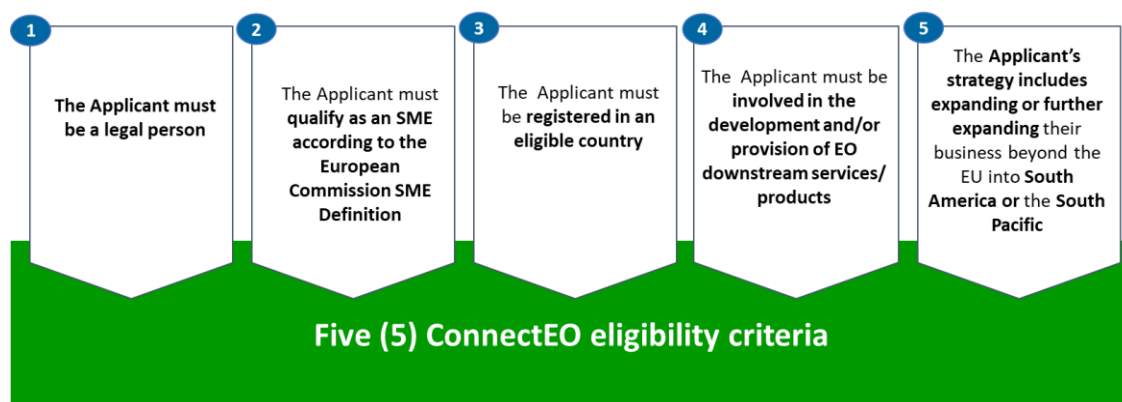 1
The Applicant must
be a legal person
2
The Applicant must
qualify as an SME
according to the
European
Commission SME
Definition
3
The Applicant must
be registered in an
eligible country
4
The Applicant must be
involved in the
development and/or
provision of EO
downstream services/
products
5
The Applicant's
strategy includes
expanding or further
expanding their
business beyond the
EU into South
America or the South
Pacific
Five (5) ConnectEO eligibility criteria